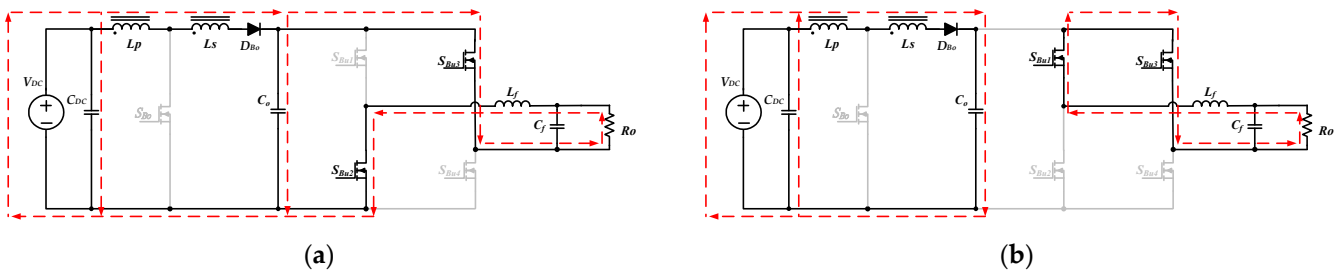 Lp Ls DBo
SBu1 SBu3
VDC CDC SBo Co Lf
Cf Ro
SBu2 SBu4
(a)
Lp Ls DBo
SBu1 SBu3
VDC CDC SBo Co Lf
Cf Ro
SBu2 SBu4
(b)